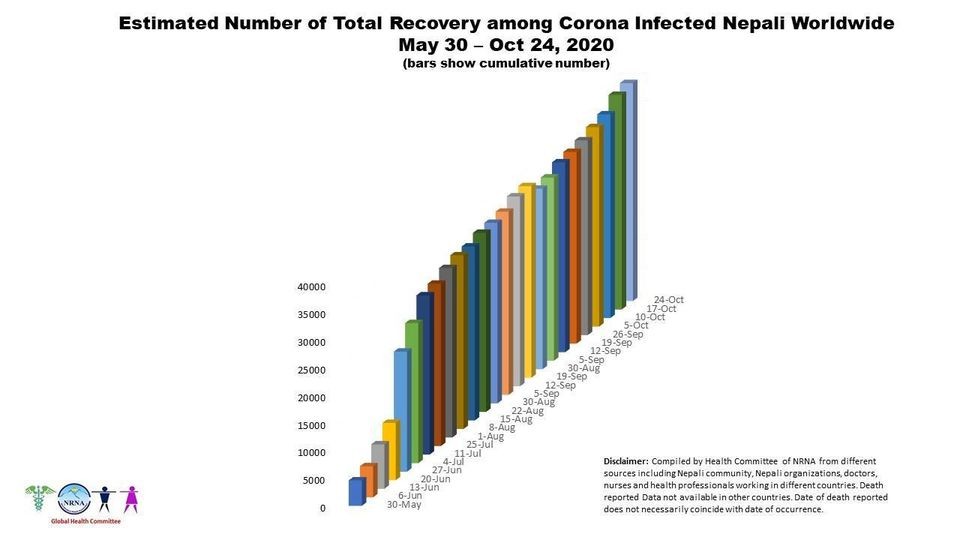 Estimated Number of Total Recovery among Corona Infected Nepali Worldwide
May 30 – Oct 24, 2020
(bars show cumulative number)
40000
35000
30000
25000
20000
15000
10000
5000
0
24-Oct
17-Oct
10-Oct
5-Oct
26-Sep
19-Sep
12-Sep
5-Sep
30-Aug
19-Sep
12-Sep
5-Sep
30-Aug
22-Aug
15-Aug
8-Aug
1-Aug
25-Jul
11-Jul
4-Jul
27-Jun
20-Jun
13-Jun
6-Jun
30-May
Disclaimer: Compiled by Health Committee of NRNA from different
sources including Nepali community, Nepali organizations, doctors,
nurses and health professionals working in different countries. Death
reported Data not available in other countries. Date of death reported
does not necessarily coincide with date of occurrence.
NRNA
Global Health Committee